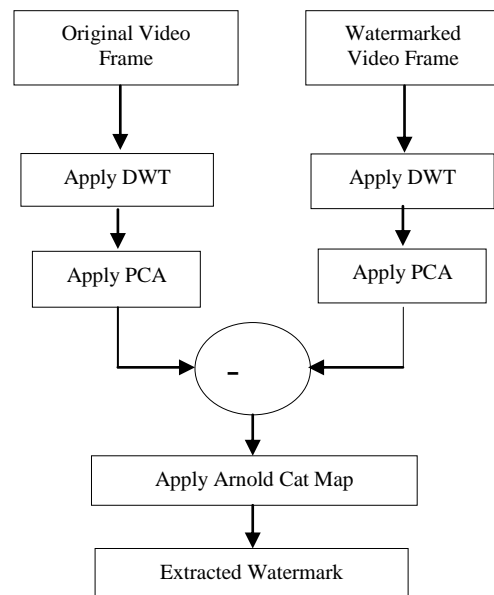 Original Video
Frame
Watermarked
Video Frame
Apply DWT
Apply DWT
Apply PCA
Apply PCA
-
Apply Arnold Cat Map
Extracted Watermark